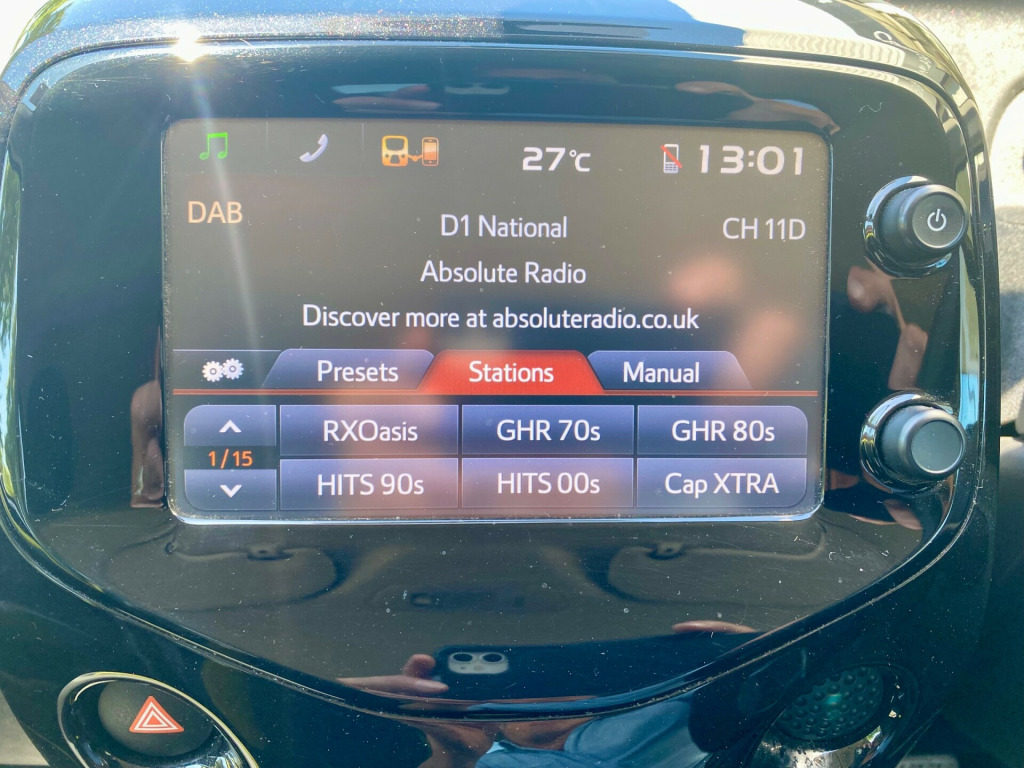 27°C 13:01
DAB D1 National CH 11D
Absolute Radio
Discover more at absoluteradio.co.uk
Presets Stations Manual
RXOasis GHR 70s GHR 80s
1/15
HITS 90s HITS 00s Cap XTRA